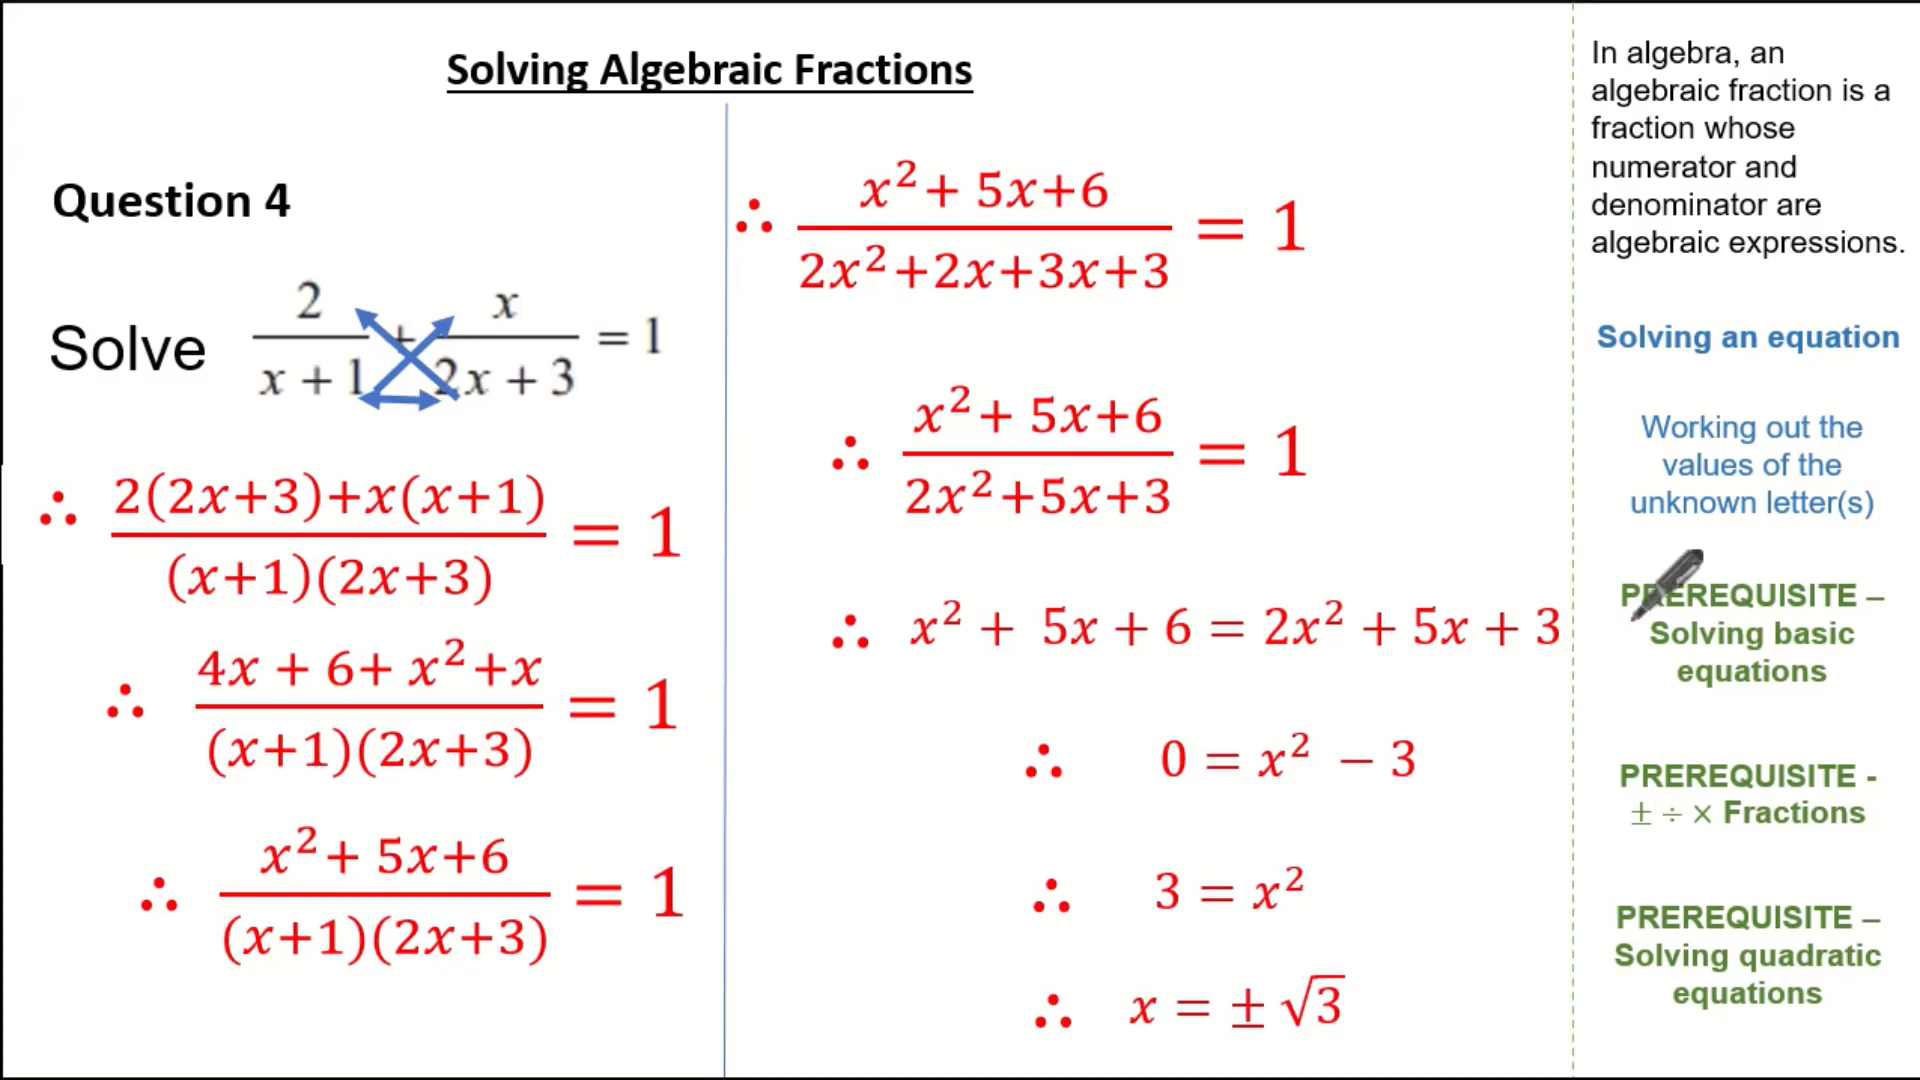 Solving Algebraic Fractions
Question 4
Solve 2/(x + 1) + x/(2x + 3) = 1
∴ (2(2x+3)+x(x+1))/((x+1)(2x+3)) = 1
∴ (4x + 6+ x²+x)/((x+1)(2x+3)) = 1
∴ (x²+ 5x+6)/((x+1)(2x+3)) = 1
∴ (x²+ 5x+6)/(2x²+2x+3x+3) = 1
∴ (x²+ 5x+6)/(2x²+5x+3) = 1
∴ x² + 5x + 6 = 2x² + 5x + 3
∴ 0 = x² − 3
∴ 3 = x²
∴ x = ± √3
In algebra, an
algebraic fraction is a
fraction whose
numerator and
denominator are
algebraic expressions.
Solving an equation
Working out the
values of the
unknown letter(s)
PREREQUISITE –
Solving basic
equations
PREREQUISITE -
± ÷ × Fractions
PREREQUISITE –
Solving quadratic
equations